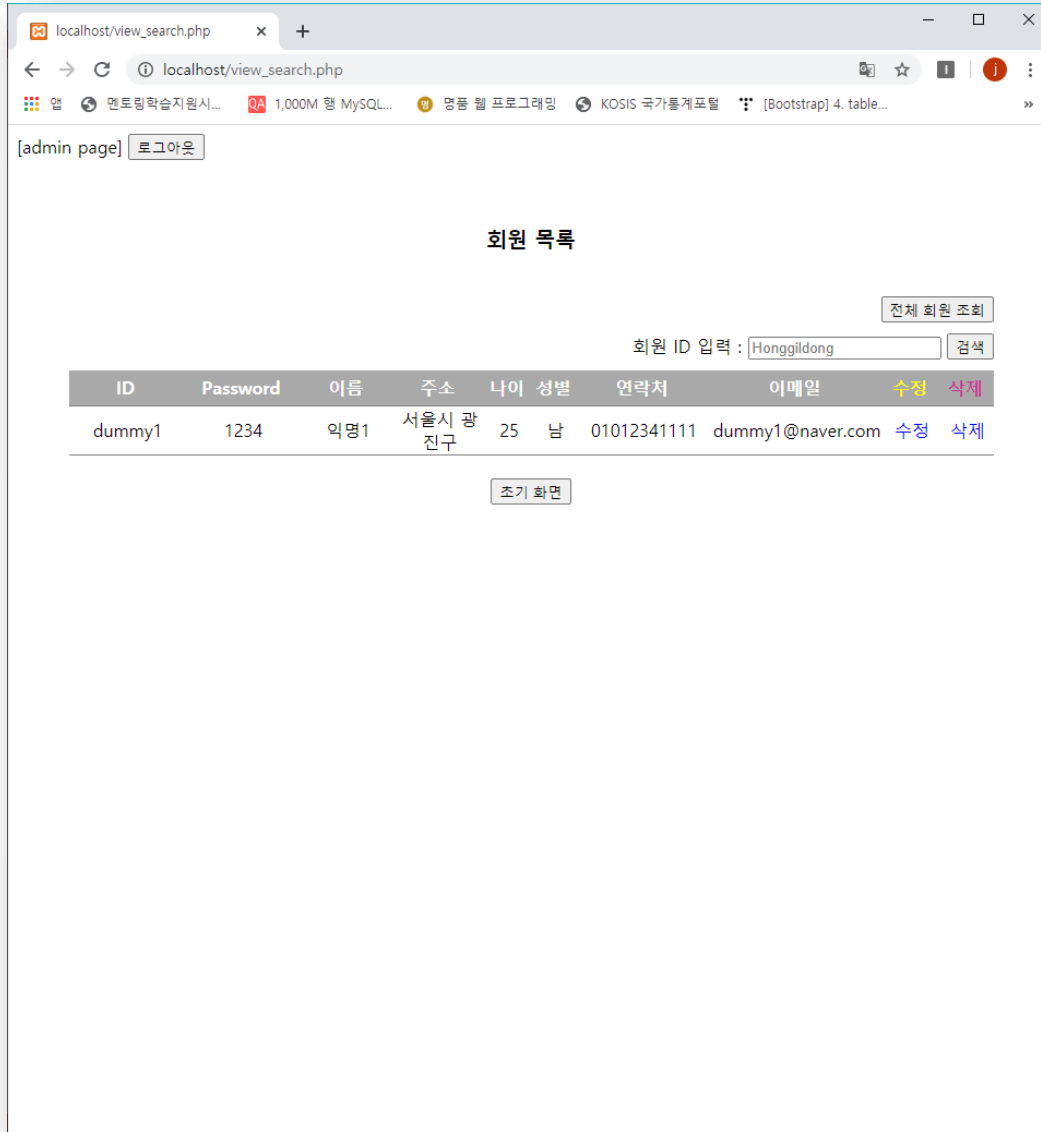 localhost/view_search.php
localhost/view_search.php
앱 멘토링학습지원시... QA 1,000M 행 MySQL... 명 명품 웹 프로그래밍 KOSIS 국가통계포털 [Bootstrap] 4. table... »
[admin page] 로그아웃
회원 목록
전체 회원 조회
회원 ID 입력 : Honggildong 검색
ID Password 이름 주소 나이 성별 연락처 이메일 수정 삭제
dummy1 1234 익명1 서울시 광진구 25 남 01012341111 dummy1@naver.com 수정 삭제
초기 화면